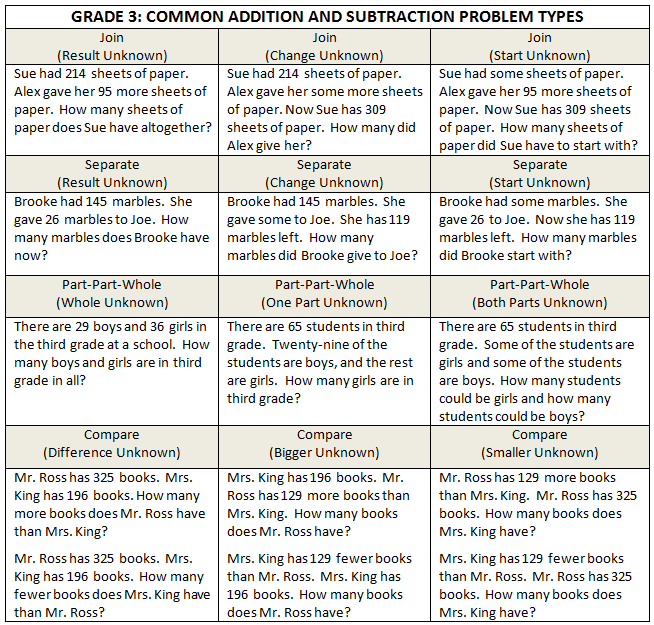 GRADE 3: COMMON ADDITION AND SUBTRACTION PROBLEM TYPES
Join
(Result Unknown)
Join
(Change Unknown)
Join
(Start Unknown)
Sue had 214 sheets of paper.
Alex gave her 95 more sheets of
paper. How many sheets of
paper does Sue have altogether?
Sue had 214 sheets of paper.
Alex gave her some more sheets
of paper. Now Sue has 309
sheets of paper. How many did
Alex give her?
Sue had some sheets of paper.
Alex gave her 95 more sheets
of paper. Now Sue has 309 sheets
of paper. How many sheets of
paper did Sue have to start with?
Separate
(Result Unknown)
Separate
(Change Unknown)
Separate
(Start Unknown)
Brooke had 145 marbles. She
gave 26 marbles to Joe. How
many marbles does Brooke have
now?
Brooke had 145 marbles. She
gave some to Joe. She has 119
marbles left. How many
marbles did Brooke give to Joe?
Brooke had some marbles. She
gave 26 to Joe. Now she has 119
marbles left. How many marbles
did Brooke start with?
Part-Part-Whole
(Whole Unknown)
Part-Part-Whole
(One Part Unknown)
Part-Part-Whole
(Both Parts Unknown)
There are 29 boys and 36 girls in
the third grade at a school. How
many boys and girls are in third
grade in all?
There are 65 students in third
grade. Twenty-nine of the
students are boys, and the rest
are girls. How many girls are in
third grade?
There are 65 students in third
grade. Some of the students are
girls and some of the students
are boys. How many students
could be girls and how many
students could be boys?
Compare
(Difference Unknown)
Compare
(Bigger Unknown)
Compare
(Smaller Unknown)
Mr. Ross has 325 books. Mrs.
King has 196 books. How many
more books does Mr. Ross have
than Mrs. King?
Mr. Ross has 325 books. Mrs.
King has 196 books. How many
fewer books does Mrs. King have
than Mr. Ross?
Mrs. King has 196 books. Mr.
Ross has 129 more books than
Mrs. King. How many books
does Mr. Ross have?
Mrs. King has 129 fewer books
than Mr. Ross. Mrs. King has
196 books. How many books
does Mr. Ross have?
Mr. Ross has 129 more books
than Mrs. King. Mr. Ross has 325
books. How many books does
Mrs. King have?
Mrs. King has 129 fewer books
than Mr. Ross. Mr. Ross has 325
books. How many books does
Mrs. King have?